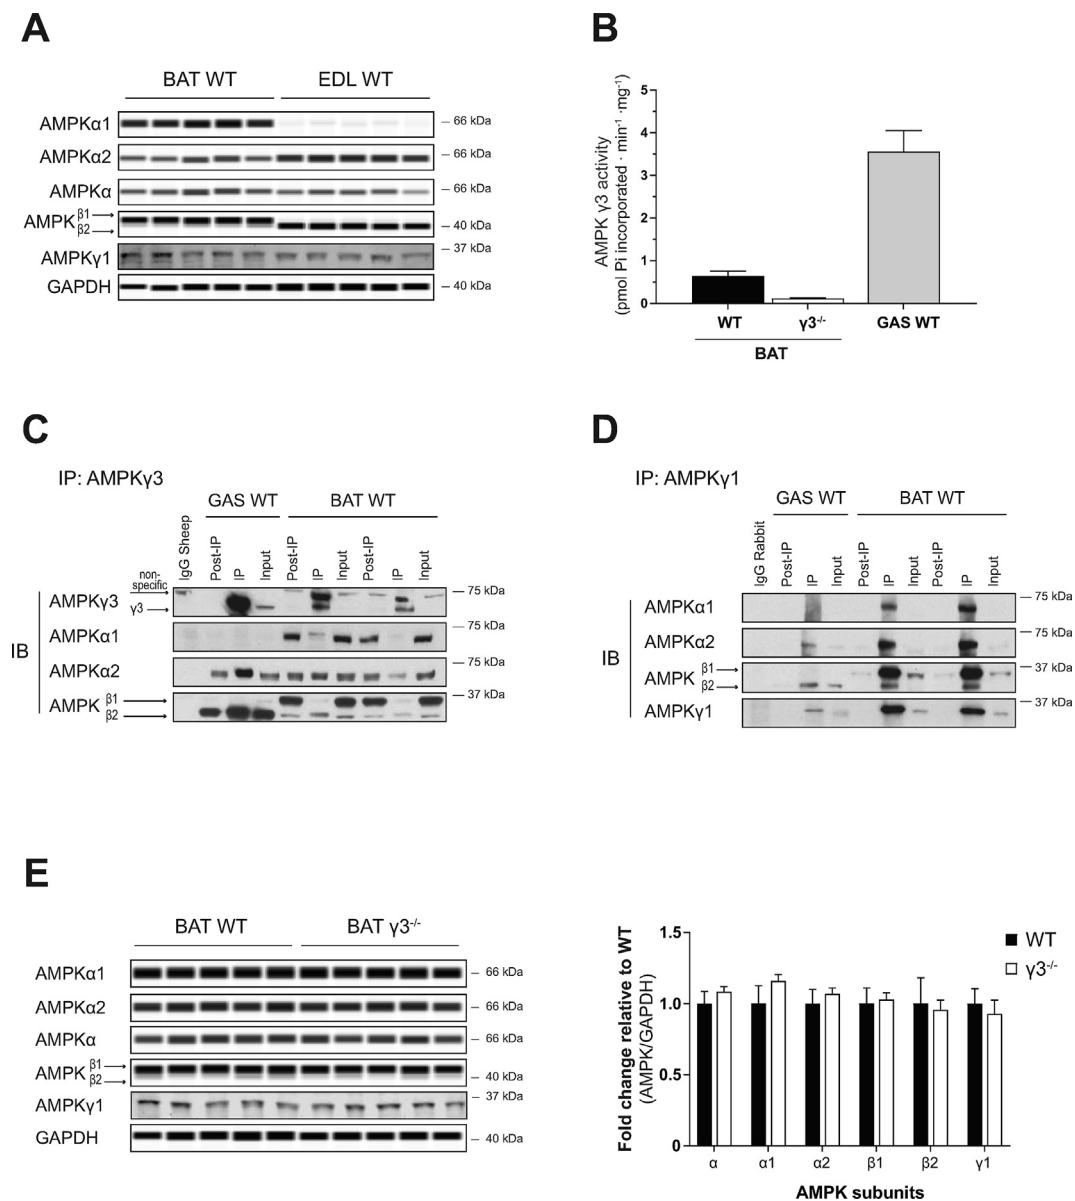 A
BAT WT EDL WT
AMPKα1 66 kDa
AMPKα2 66 kDa
AMPKα 66 kDa
AMPK β1 β2 40 kDa
AMPKγ1 37 kDa
GAPDH 40 kDa
B
AMPK γ3 activity
(pmol Pi incorporated · min⁻¹ ·mg⁻¹)
5
4
3
2
1
0
WT γ3-/- GAS WT
BAT
C
IP: AMPKγ3
GAS WT BAT WT
IgG Sheep Post-IP IP Input Post-IP IP Input Post-IP IP Input
non-
specific
γ3
IB
AMPKγ3 75 kDa
AMPKα1 75 kDa
AMPKα2 75 kDa
AMPK β1 β2 37 kDa
D
IP: AMPKγ1
GAS WT BAT WT
IgG Rabbit Post-IP IP Input Post-IP IP Input Post-IP IP Input
IB
AMPKα1 75 kDa
AMPKα2 75 kDa
AMPK β1 β2 37 kDa
AMPKγ1 37 kDa
E
BAT WT BAT γ3-/-
AMPKα1 66 kDa
AMPKα2 66 kDa
AMPKα 66 kDa
AMPK β1 β2 40 kDa
AMPKγ1 37 kDa
GAPDH 40 kDa
Fold change relative to WT
(AMPK/GAPDH)
1.5
1.0
0.5
0
WT
γ3-/-
α α1 α2 β1 β2 γ1
AMPK subunits